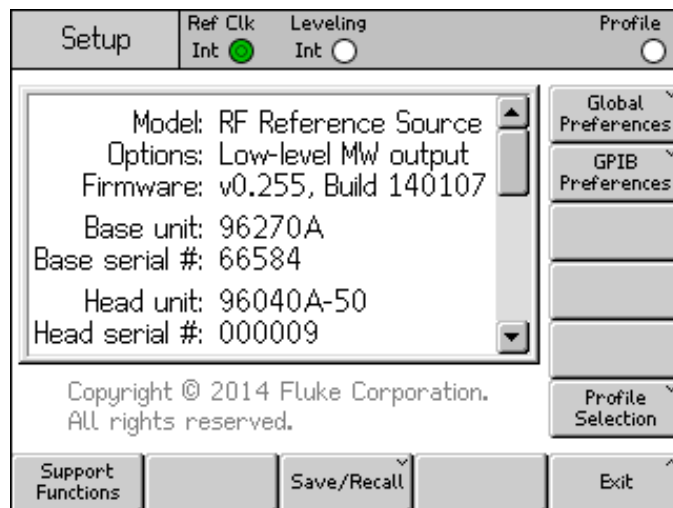 Setup
Ref Clk
Int
Leveling
Int
Profile
Model: RF Reference Source
Options: Low-level MW output
Firmware: v0.255, Build 140107
Base unit: 96270A
Base serial #: 66584
Head unit: 96040A-50
Head serial #: 000009
Copyright © 2014 Fluke Corporation.
All rights reserved.
Global
Preferences
GPIB
Preferences
Profile
Selection
Support
Functions
Save/Recall
Exit